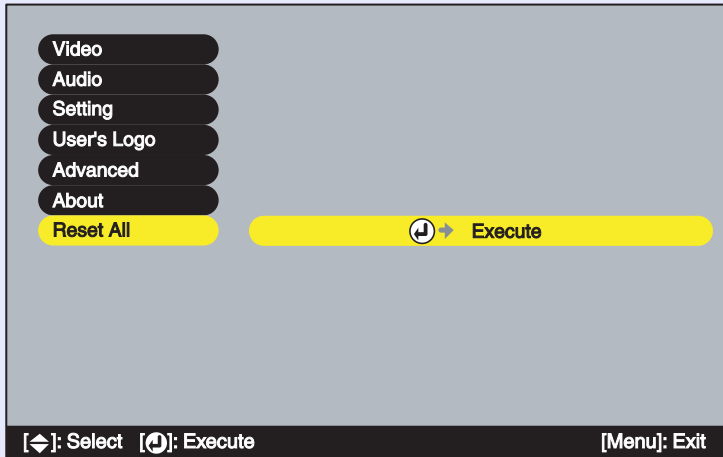 Video
Audio
Setting
User's Logo
Advanced
About
Reset All
Execute
[]: Select []: Execute
[Menu]: Exit